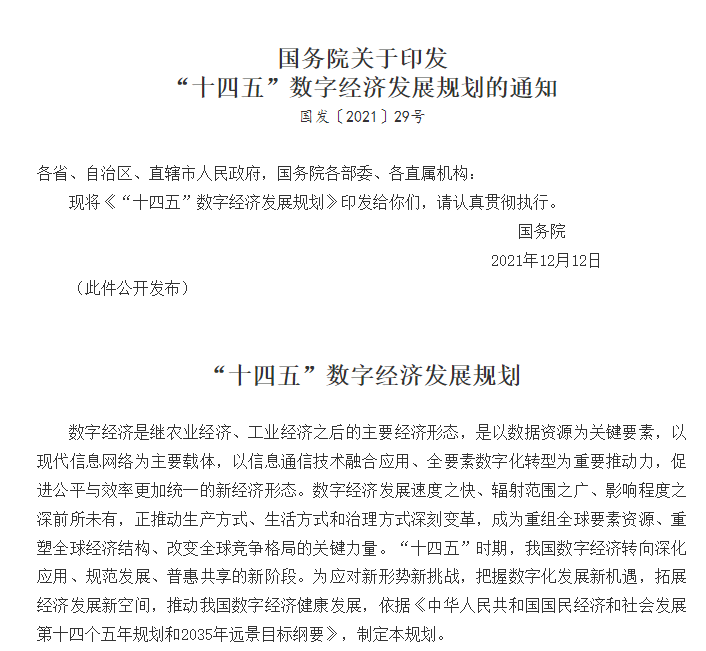 国务院关于印发
“十四五”数字经济发展规划的通知
国发〔2021〕29号
各省、自治区、直辖市人民政府，国务院各部委、各直属机构：
现将《“十四五”数字经济发展规划》印发给你们，请认真贯彻执行。
国务院
2021年12月12日
（此件公开发布）
“十四五”数字经济发展规划
数字经济是继农业经济、工业经济之后的主要经济形态，是以数据资源为关键要素，以
现代信息网络为主要载体，以信息通信技术融合应用、全要素数字化转型为重要推动力，促
进公平与效率更加统一的新经济形态。数字经济发展速度之快、辐射范围之广、影响程度之
深前所未有，正推动生产方式、生活方式和治理方式深刻变革，成为重组全球要素资源、重
塑全球经济结构、改变全球竞争格局的关键力量。“十四五”时期，我国数字经济转向深化
应用、规范发展、普惠共享的新阶段。为应对新形势新挑战，把握数字化发展新机遇，拓展
经济发展新空间，推动我国数字经济健康发展，依据《中华人民共和国国民经济和社会发展
第十四个五年规划和2035年远景目标纲要》，制定本规划。